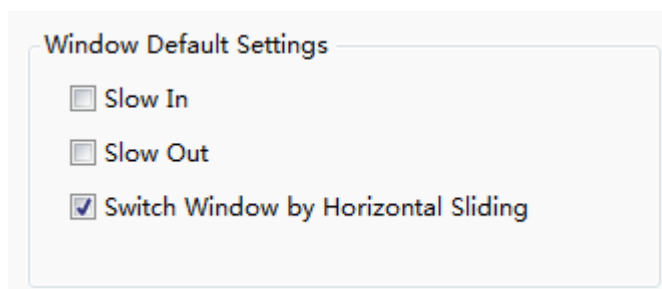 Window Default Settings
Slow In
Slow Out
Switch Window by Horizontal Sliding